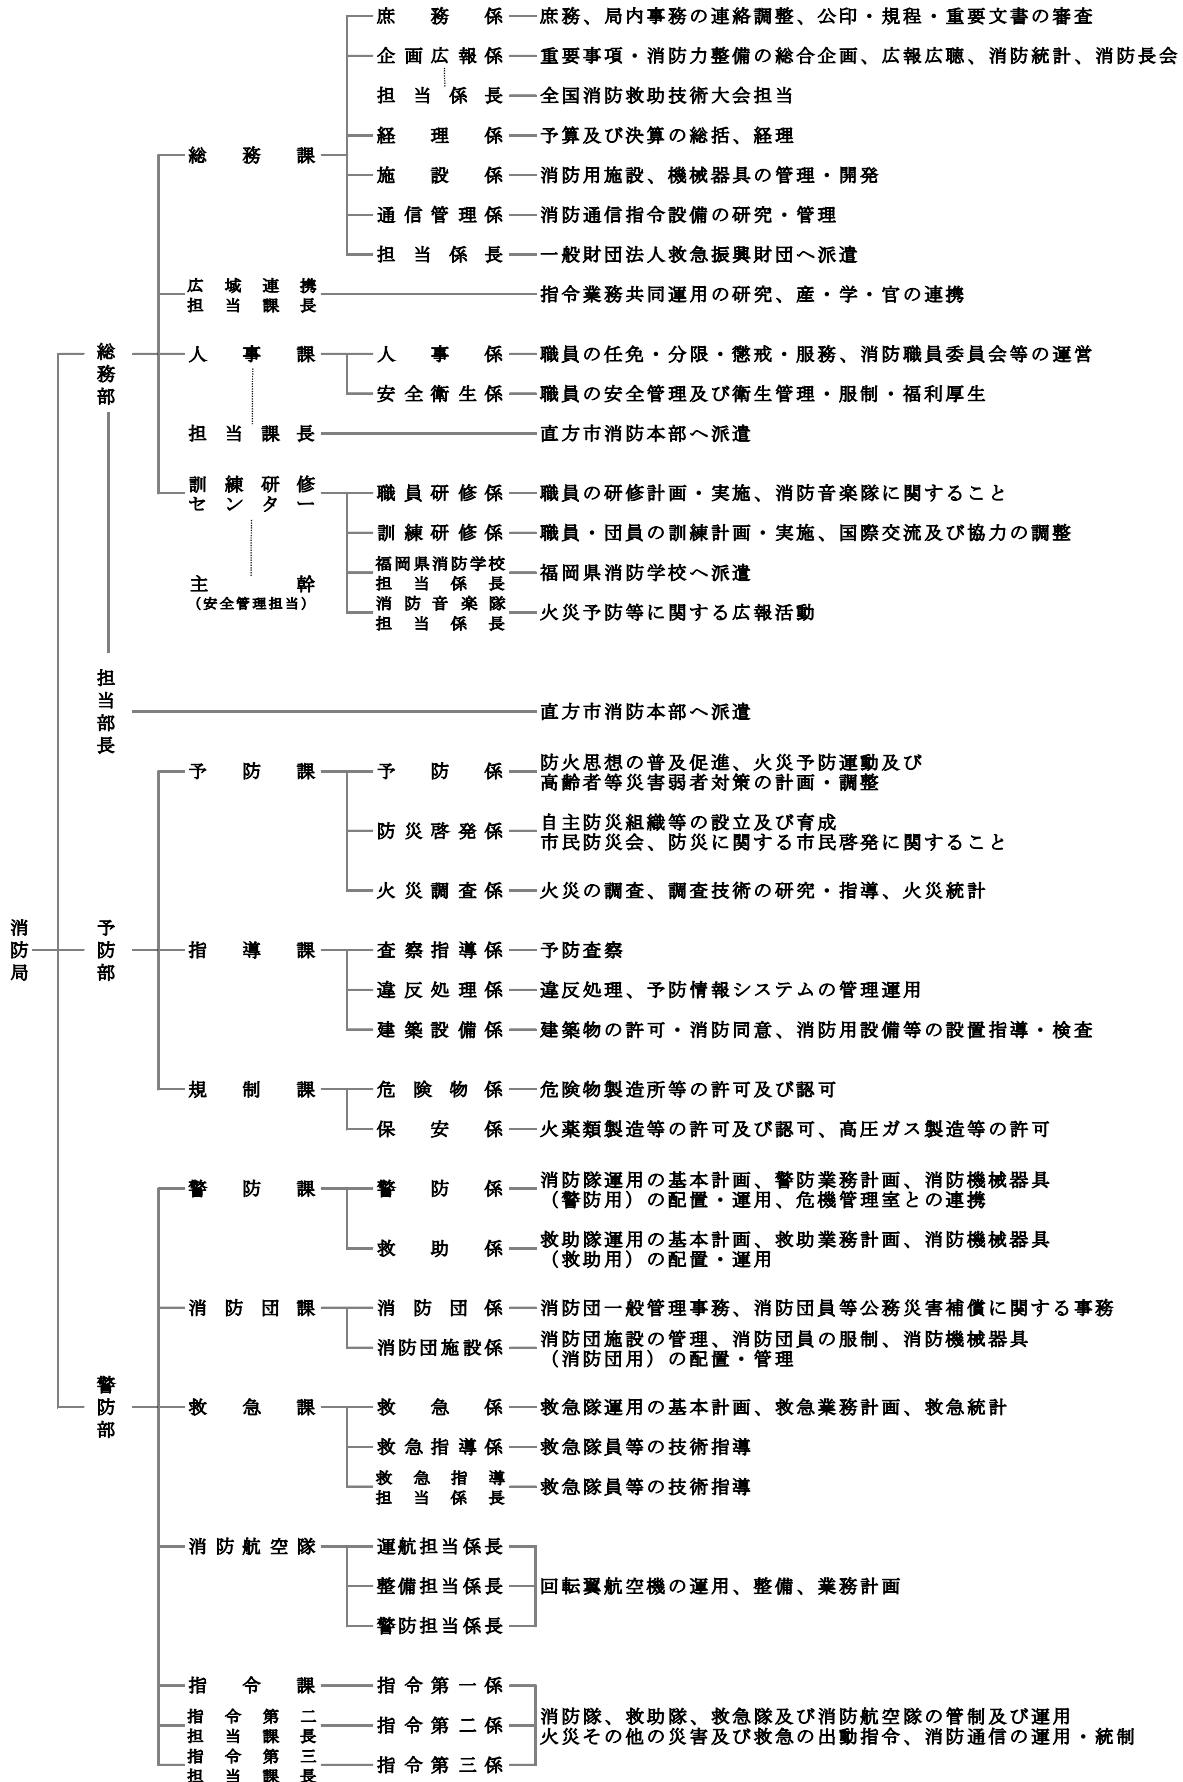 庶務係 庶務、局内事務の連絡調整、公印・規程・重要文書の審査
企画広報係 重要事項・消防力整備の総合企画、広報広聴、消防統計、消防長会
担当係長 全国消防救助技術大会担当
経理係 予算及び決算の総括、経理
総務課
施設係 消防用施設、機械器具の管理・開発
通信管理係 消防通信指令設備の研究・管理
担当係長 一般財団法人救急振興財団へ派遣
広域連携
担当課長
指令業務共同運用の研究、産・学・官の連携
総務部
人事課 人事係 職員の任免・分限・懲戒・服務、消防職員委員会等の運営
安全衛生係 職員の安全管理及び衛生管理・服制・福利厚生
担当課長 直方市消防本部へ派遣
訓練研修
センター
職員研修係 職員の研修計画・実施、消防音楽隊に関すること
訓練研修係 職員・団員の訓練計画・実施、国際交流及び協力の調整
主幹
（安全管理担当）
福岡県消防学校
担当係長
福岡県消防学校へ派遣
消防音楽隊
担当係長
火災予防等に関する広報活動
担当部長 直方市消防本部へ派遣
予防課 予防係 防火思想の普及促進、火災予防運動及び
高齢者等災害弱者対策の計画・調整
防災啓発係 自主防災組織等の設立及び育成
市民防災会、防災に関する市民啓発に関すること
火災調査係 火災の調査、調査技術の研究・指導、火災統計
消防局
予防部
指導課 査察指導係 予防査察
違反処理係 違反処理、予防情報システムの管理運用
建築設備係 建築物の許可・消防同意、消防用設備等の設置指導・検査
規制課 危険物係 危険物製造所等の許可及び認可
保安係 火薬類製造等の許可及び認可、高圧ガス製造等の許可
警防課 警防係 消防隊運用の基本計画、警防業務計画、消防機械器具
（警防用）の配置・運用、危機管理室との連携
救助係 救助隊運用の基本計画、救助業務計画、消防機械器具
（救助用）の配置・運用
消防団課 消防団係 消防団一般管理事務、消防団員等公務災害補償に関する事務
消防団施設係 消防団施設の管理、消防団員の服制、消防機械器具
（消防団用）の配置・管理
警防部
救急課 救急係 救急隊運用の基本計画、救急業務計画、救急統計
救急指導係 救急隊員等の技術指導
救急指導
担当係長
救急隊員等の技術指導
消防航空隊 運航担当係長
整備担当係長 回転翼航空機の運用、整備、業務計画
警防担当係長
指令課 指令第一係
指令第二
担当課長
指令第二係
消防隊、救助隊、救急隊及び消防航空隊の管制及び運用
火災その他の災害及び救急の出動指令、消防通信の運用・統制
指令第三
担当課長
指令第三係